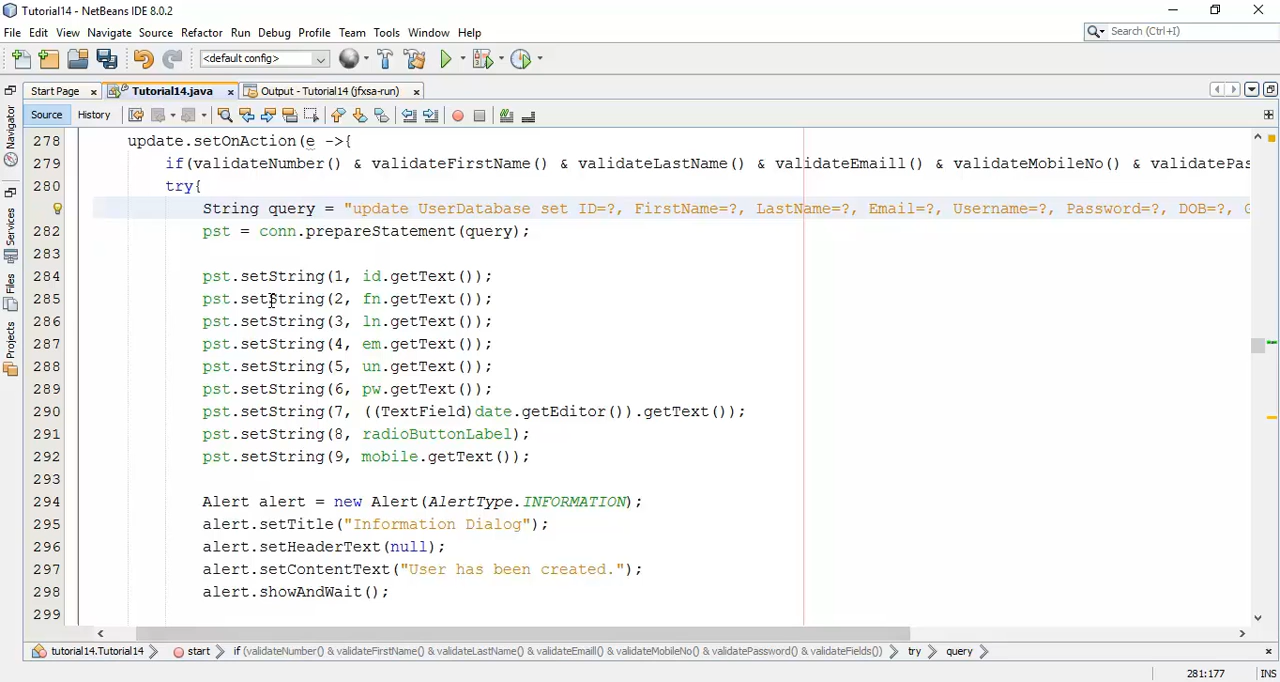 Tutorial14 - NetBeans IDE 8.0.2
File Edit View Navigate Source Refactor Run Debug Profile Team Tools Window Help
Search (Ctrl+I)
<default config>
Start Page Tutorial14.java Output - Tutorial14 (jfxsa-run)
Source History
Navigator
Services
Files
Projects
278 update.setOnAction(e ->{
279 if(validateNumber() & validateFirstName() & validateLastName() & validateEmaill() & validateMobileNo() & validatePas
280 try{
String query = "update UserDatabase set ID=?, FirstName=?, LastName=?, Email=?, Username=?, Password=?, DOB=?, G
282 pst = conn.prepareStatement(query);
283
284 pst.setString(1, id.getText());
285 pst.setString(2, fn.getText());
286 pst.setString(3, ln.getText());
287 pst.setString(4, em.getText());
288 pst.setString(5, un.getText());
289 pst.setString(6, pw.getText());
290 pst.setString(7, ((TextField)date.getEditor()).getText());
291 pst.setString(8, radioButtonLabel);
292 pst.setString(9, mobile.getText());
293
294 Alert alert = new Alert(AlertType.INFORMATION);
295 alert.setTitle("Information Dialog");
296 alert.setHeaderText(null);
297 alert.setContentText("User has been created.");
298 alert.showAndWait();
299
tutorial14.Tutorial14 start if (validateNumber() & validateFirstName() & validateLastName() & validateEmaill() & validateMobileNo() & validatePassword() & validateFields()) try query
281:177 INS